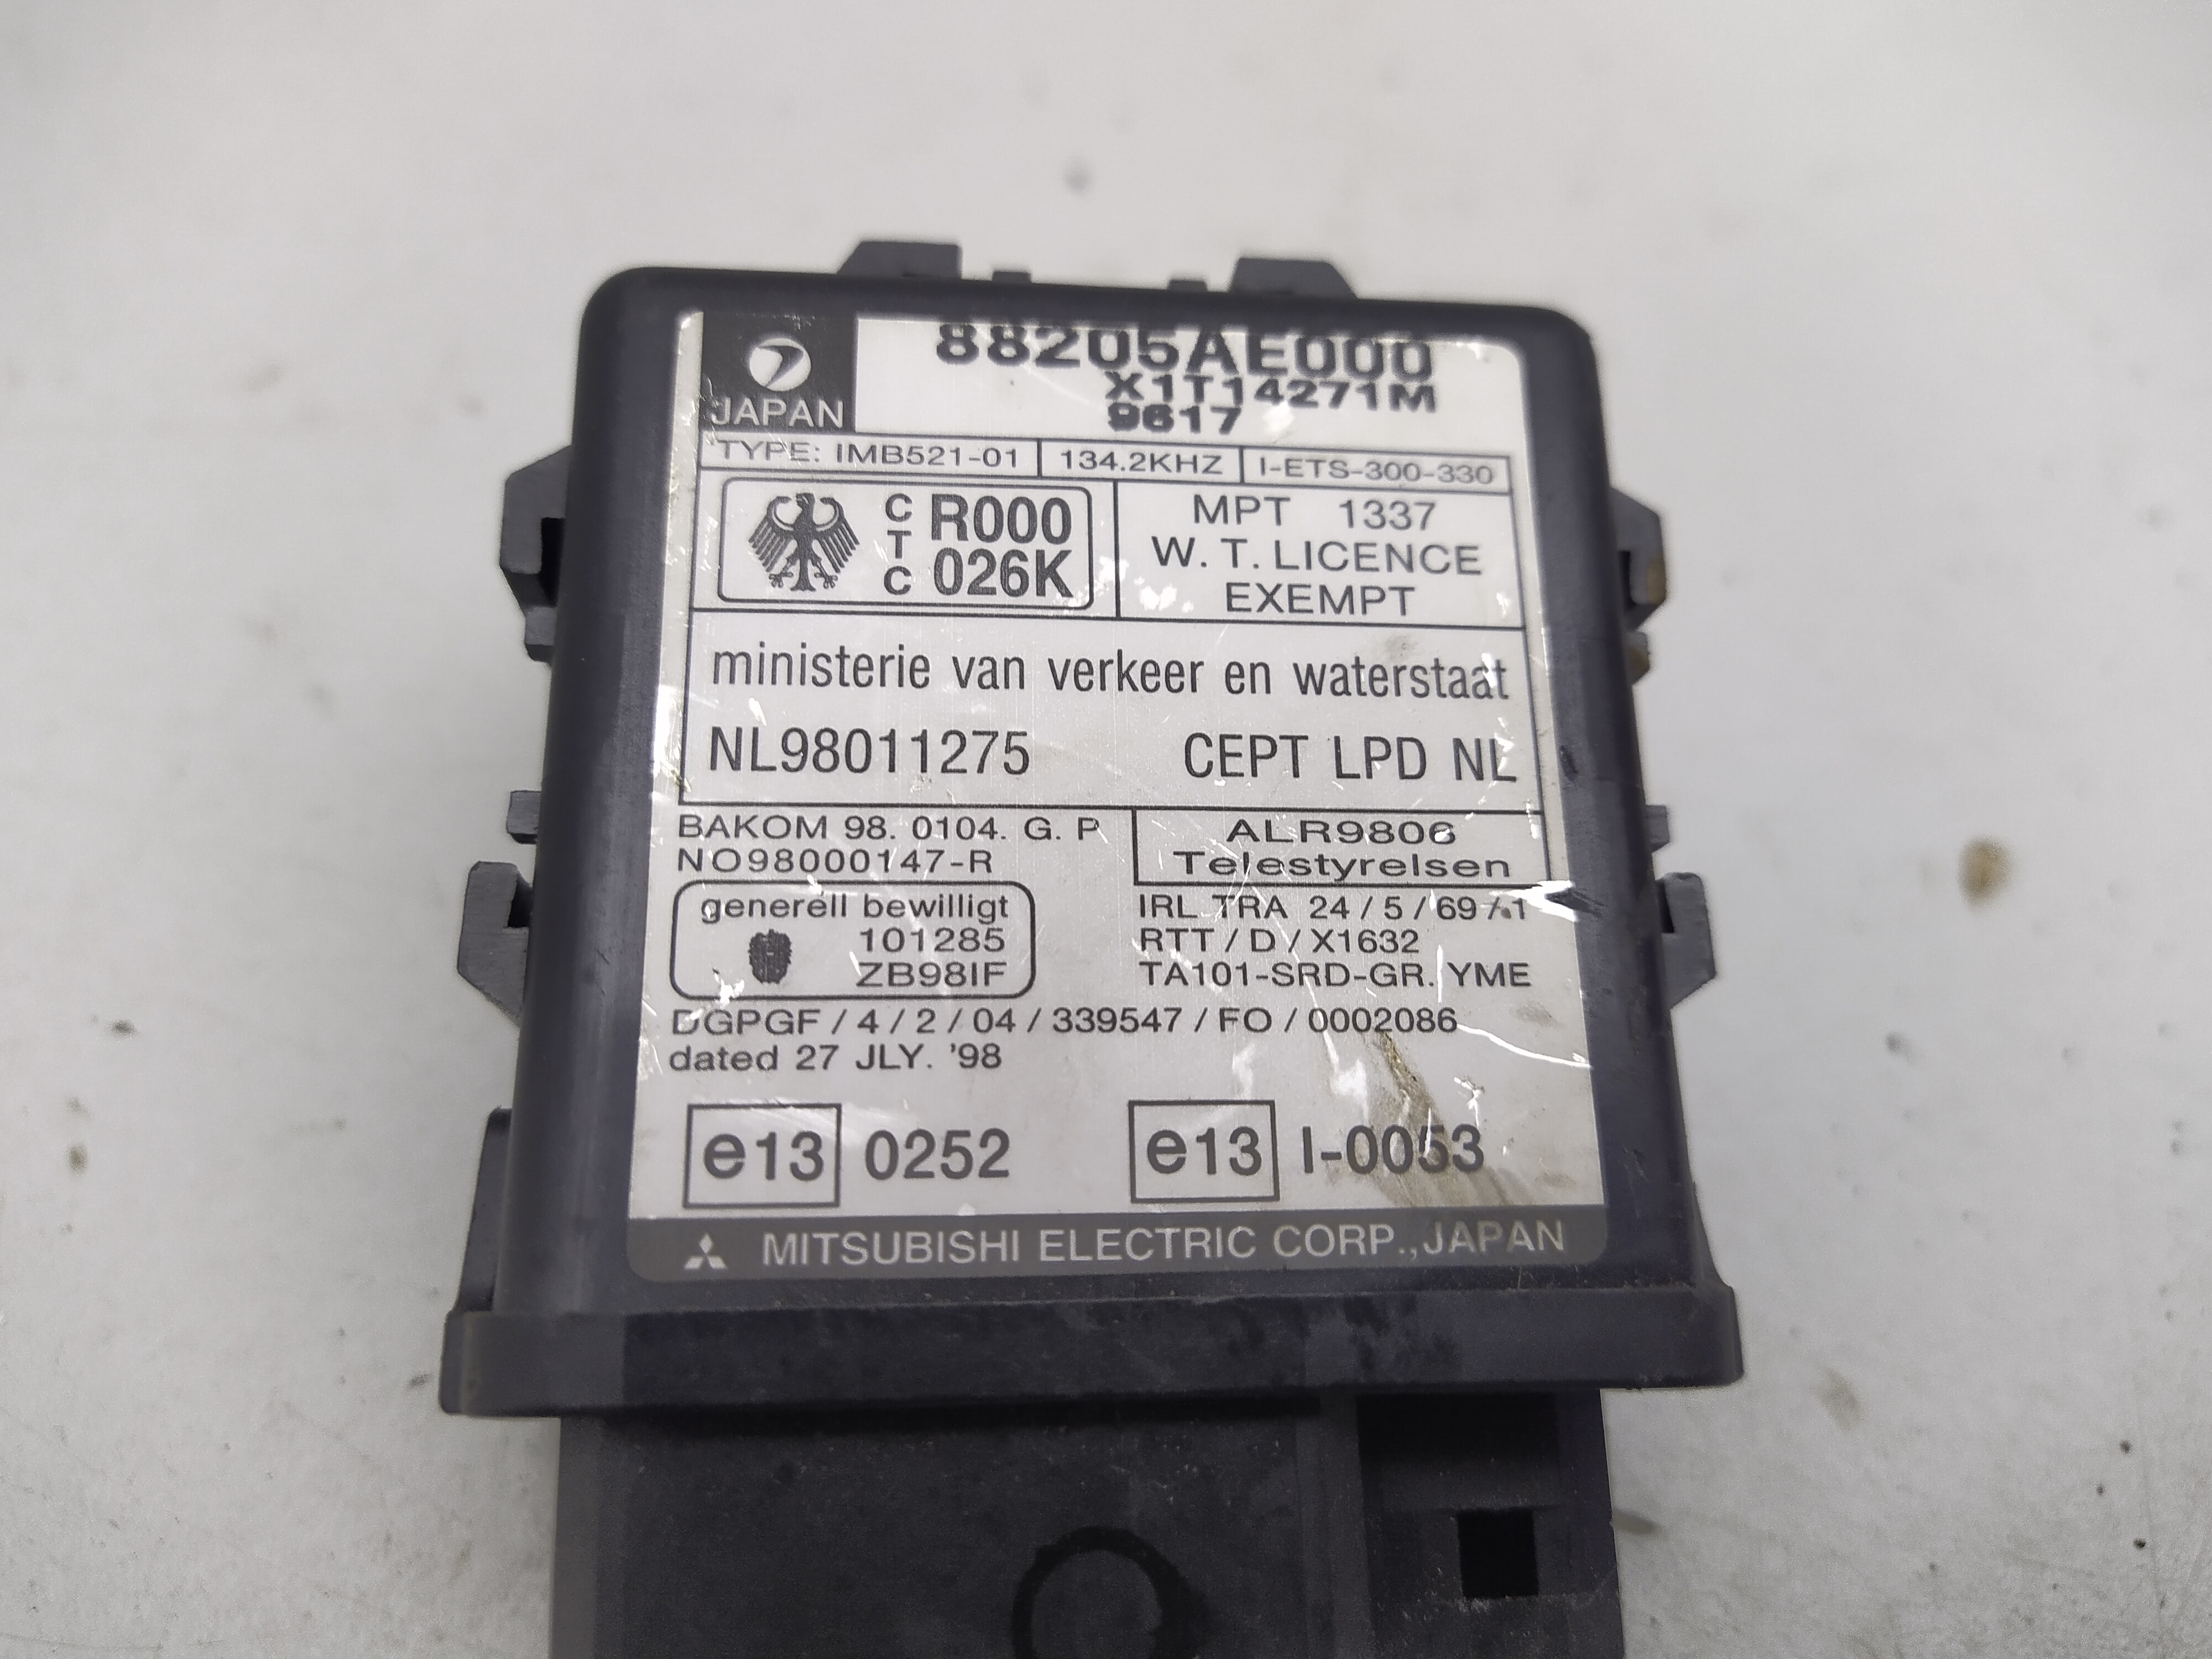 JAPAN
88205AE000
X1T14271M
9617
TYPE: IMB521-01 134.2KHZ I-ETS-300-330
CTC R000
026K
MPT 1337
W. T. LICENCE
EXEMPT
ministerie van verkeer en waterstaat
NL98011275 CEPT LPD NL
BAKOM 98. 0104. G. P
NO98000147-R
ALR9806
Telestyrelsen
generell bewilligt
101285
ZB98IF
IRL TRA 24 / 5 / 69 / 1
RTT / D / X1632
TA101-SRD-GR. YME
DGPGF / 4 / 2 / 04 / 339547 / FO / 0002086
dated 27 JLY. '98
e13 0252 e13 I-0053
MITSUBISHI ELECTRIC CORP., JAPAN